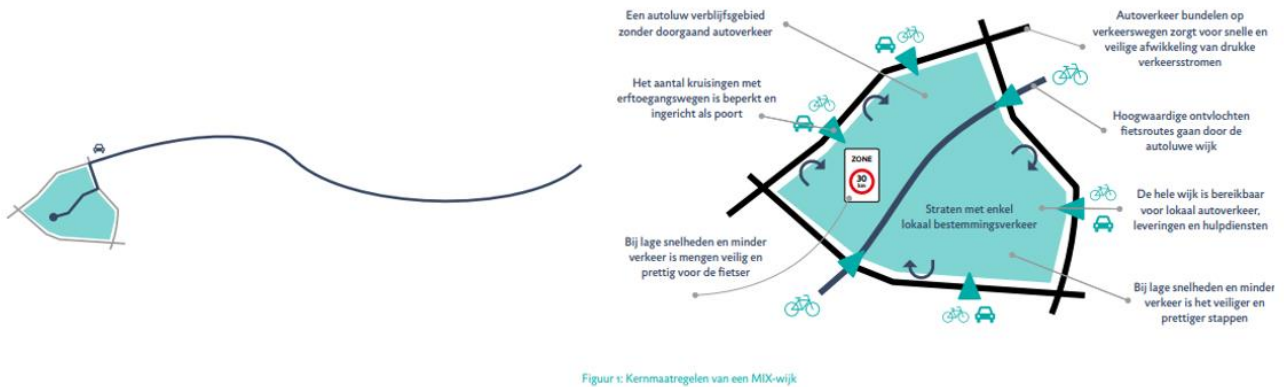 Een autoluw verblijfsgebied
zonder doorgaand autoverkeer
Het aantal kruisingen met
erftoegangswegen is beperkt en
ingericht als poort
Bij lage snelheden en minder
verkeer is mengen veilig en
prettig voor de fietser
ZONE
30
km
Straten met enkel
lokaal bestemmingsverkeer
Autoverkeer bundelen op
verkeerswegen zorgt voor snelle en
veilige afwikkeling van drukke
verkeersstromen
Hoogwaardige ontvlochten
fietsroutes gaan door de
autoluwe wijk
De hele wijk is bereikbaar
voor lokaal autoverkeer,
leveringen en hulpdiensten
Bij lage snelheden en minder
verkeer is het veiliger en
prettiger stappen
Figuur 1: Kernmaatregelen van een MIX-wijk